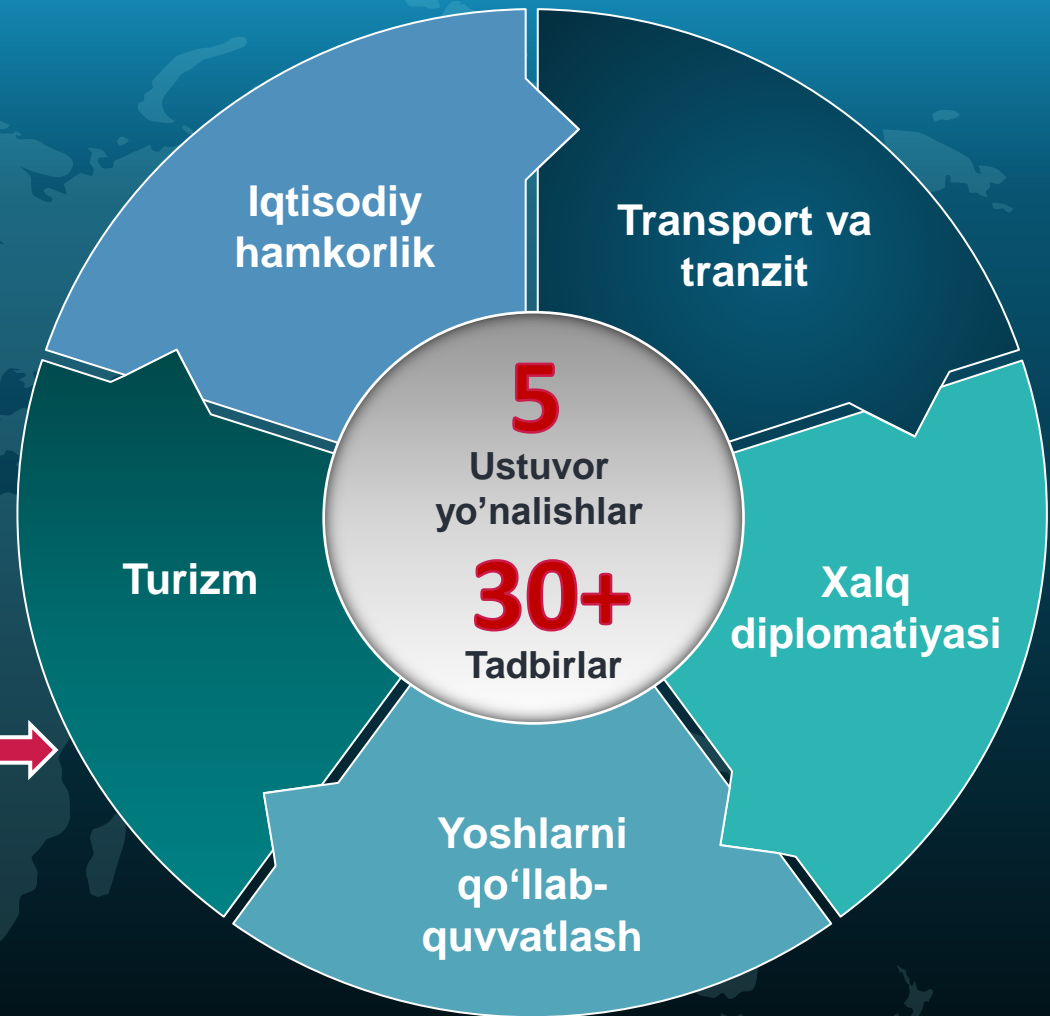 Iqtisodiy
hamkorlik
Transport va
tranzit
5
Ustuvor
yo’nalishlar
30+
Tadbirlar
Turizm
Xalq
diplomatiyasi
Yoshlarni
qo‘llab-
quvvatlash